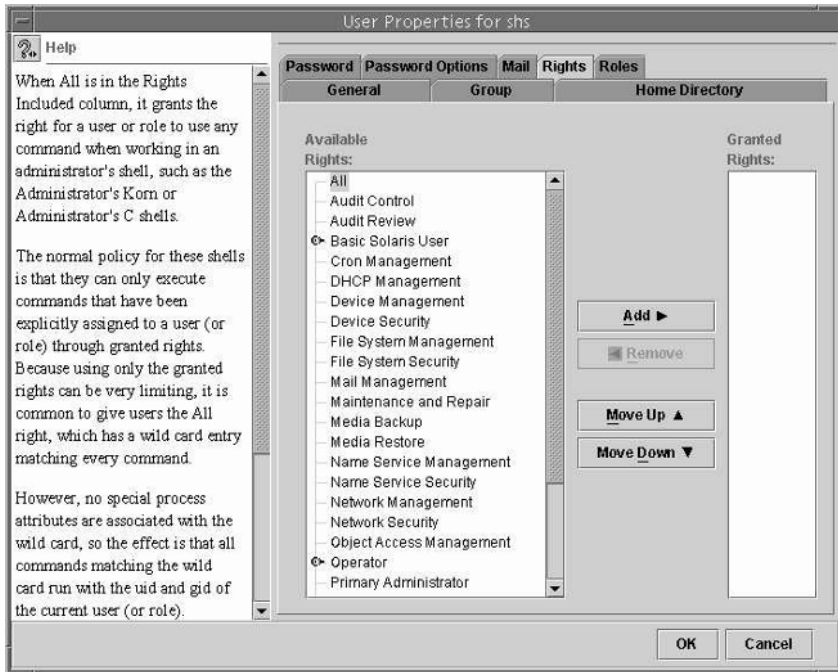 User Properties for shs
Help
When All is in the Rights
Included column, it grants the
right for a user or role to use any
command when working in an
administrator's shell, such as the
Administrator's Korn or
Administrator's C shells.
The normal policy for these shells
is that they can only execute
commands that have been
explicitly assigned to a user (or
role) through granted rights.
Because using only the granted
rights can be very limiting, it is
common to give users the All
right, which has a wild card entry
matching every command.
However, no special process
attributes are associated with the
wild card, so the effect is that all
commands matching the wild
card run with the uid and gid of
the current user (or role).
Password Password Options Mail Rights Roles
General Group Home Directory
Available
Rights:
All
Audit Control
Audit Review
Basic Solaris User
Cron Management
DHCP Management
Device Management
Device Security
File System Management
File System Security
Mail Management
Maintenance and Repair
Media Backup
Media Restore
Name Service Management
Name Service Security
Network Management
Network Security
Object Access Management
Operator
Primary Administrator
Add
Remove
Move Up
Move Down
Granted
Rights:
OK
Cancel